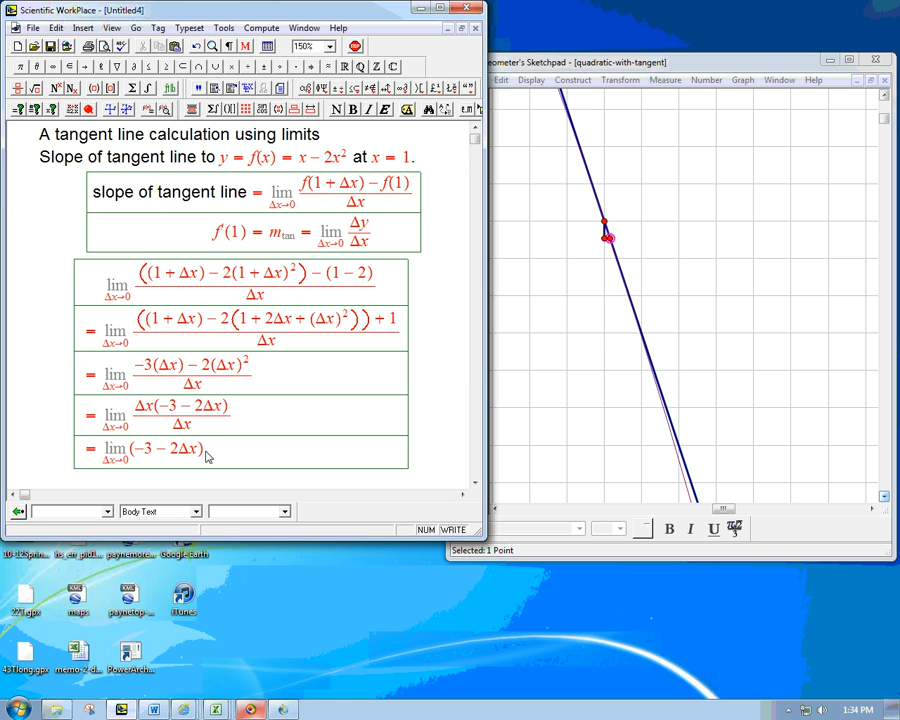 Scientific WorkPlace - [Untitled4]
File Edit Insert View Go Tag Typeset Tools Compute Window Help
150%
A tangent line calculation using limits
Slope of tangent line to y = f(x) = x − 2x² at x = 1.
slope of tangent line = lim Δx→0 (f(1 + Δx) − f(1)) / Δx
f′(1) = m_tan = lim Δx→0 Δy/Δx
lim Δx→0 ((1 + Δx) − 2(1 + Δx)²) − (1 − 2) / Δx
= lim Δx→0 ((1 + Δx) − 2(1 + 2Δx + (Δx)²)) + 1 / Δx
= lim Δx→0 −3(Δx) − 2(Δx)² / Δx
= lim Δx→0 Δx(−3 − 2Δx) / Δx
= lim Δx→0 (−3 − 2Δx)
Body Text
NUM WRITE
eometer's Sketchpad - [quadratic-with-tangent]
Edit Display Construct Transform Measure Number Graph Window Help
B I U
Selected: 1 Point
Google Earth
maps
paynetop-...
iTunes
memo-2-d...
PowerArch...
1:34 PM